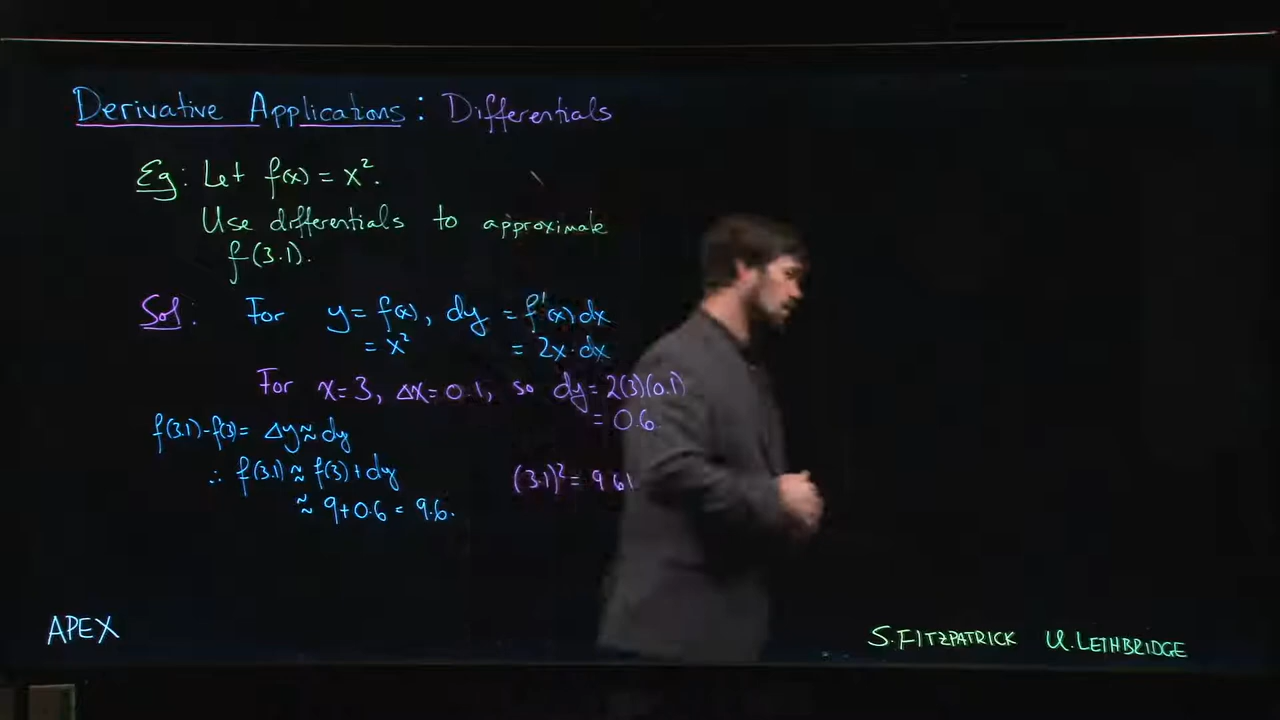 Derivative Applications: Differentials
Eg: Let f(x) = x².
Use differentials to approximate
f(3.1).
Sol: For y = f(x), dy = f'(x) dx
= x² = 2x·dx
For x=3, Δx=0.1, so dy=2(3)(0.1)
= 0.6.
f(3.1)-f(3)= Δy≈dy
∴ f(3.1) ≈ f(3)+dy
≈ 9+0.6 = 9.6.
(3.1)² = 9.61
APEX
S. FITZPATRICK U. LETHBRIDGE